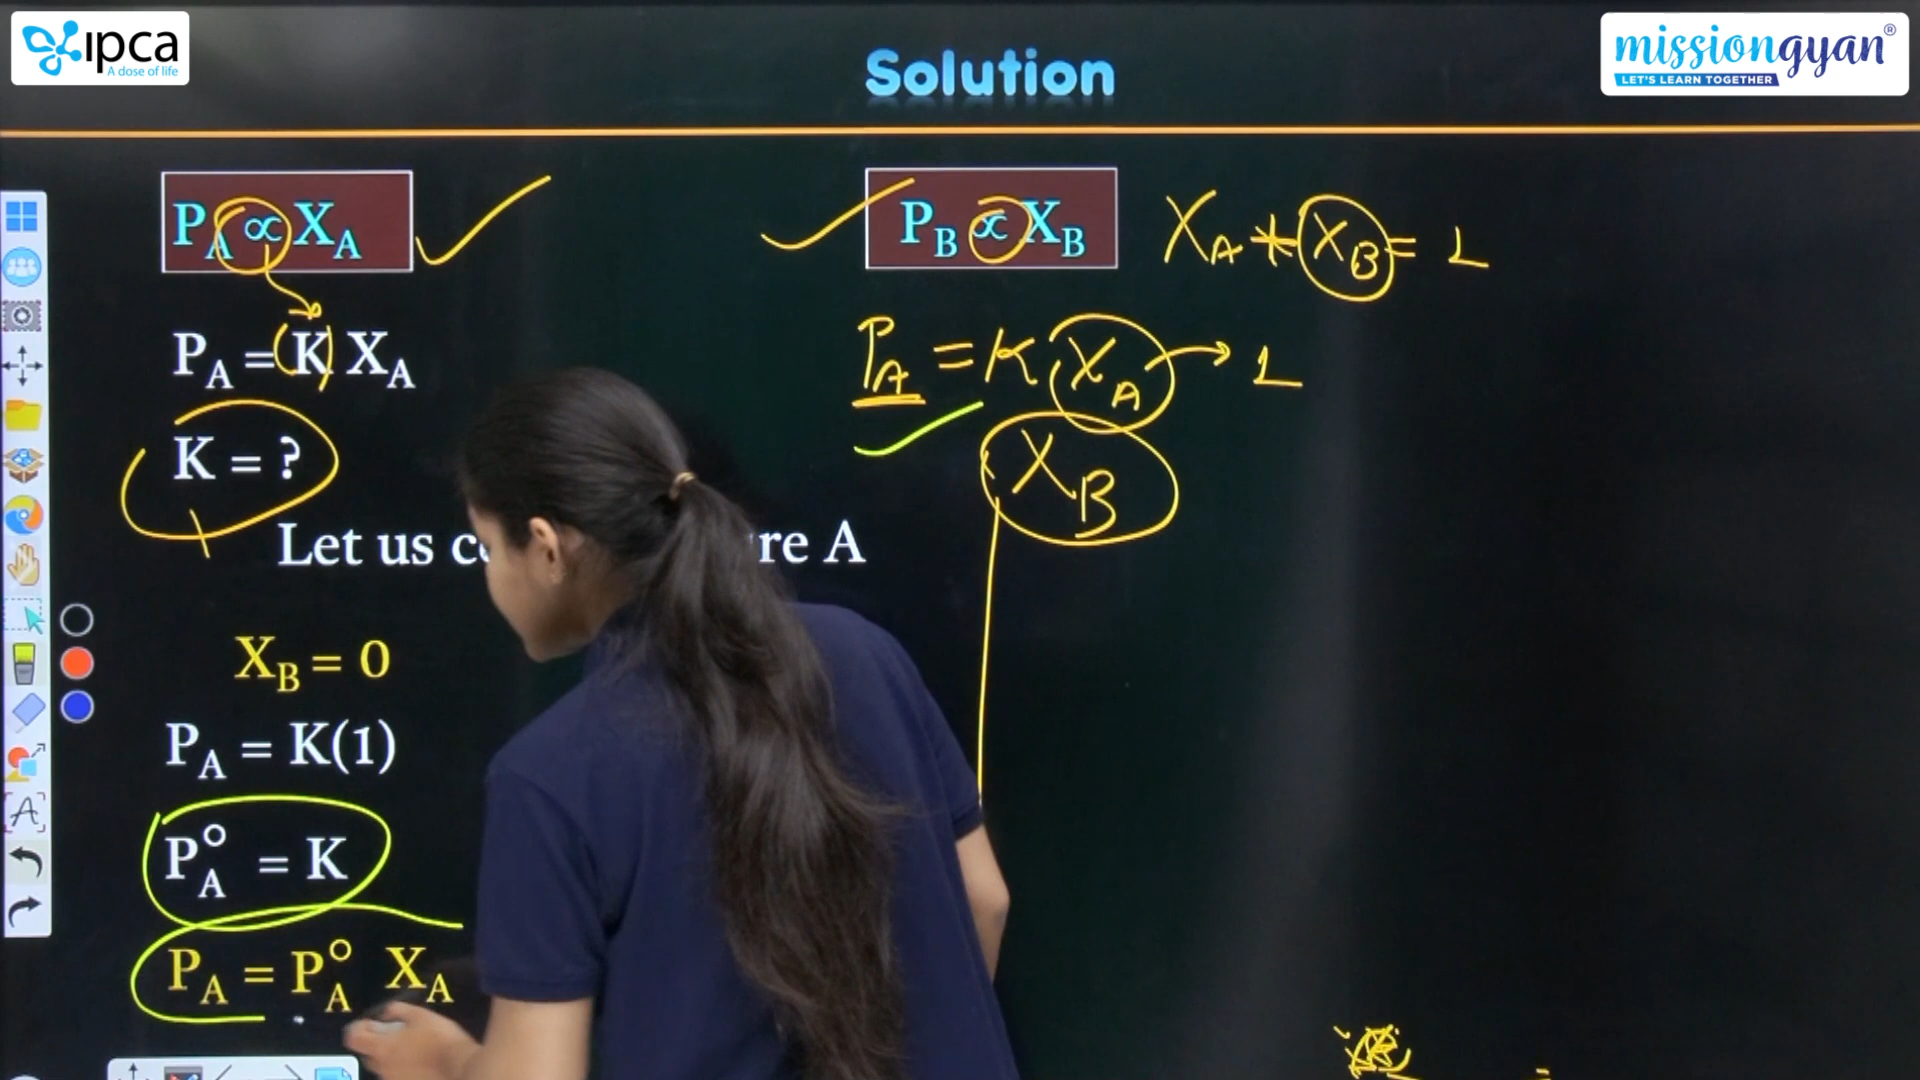 ipca
A dose of life
Solution
missiongyan®
LET'S LEARN TOGETHER
P_A ∝ X_A
P_B ∝ X_B
X_A + X_B = 1
P_A = K X_A
P_A = K X_A → 1
K = ?
X_B
Let us re A
X_B = 0
P_A = K(1)
P°_A = K
P_A = P°_A X_A